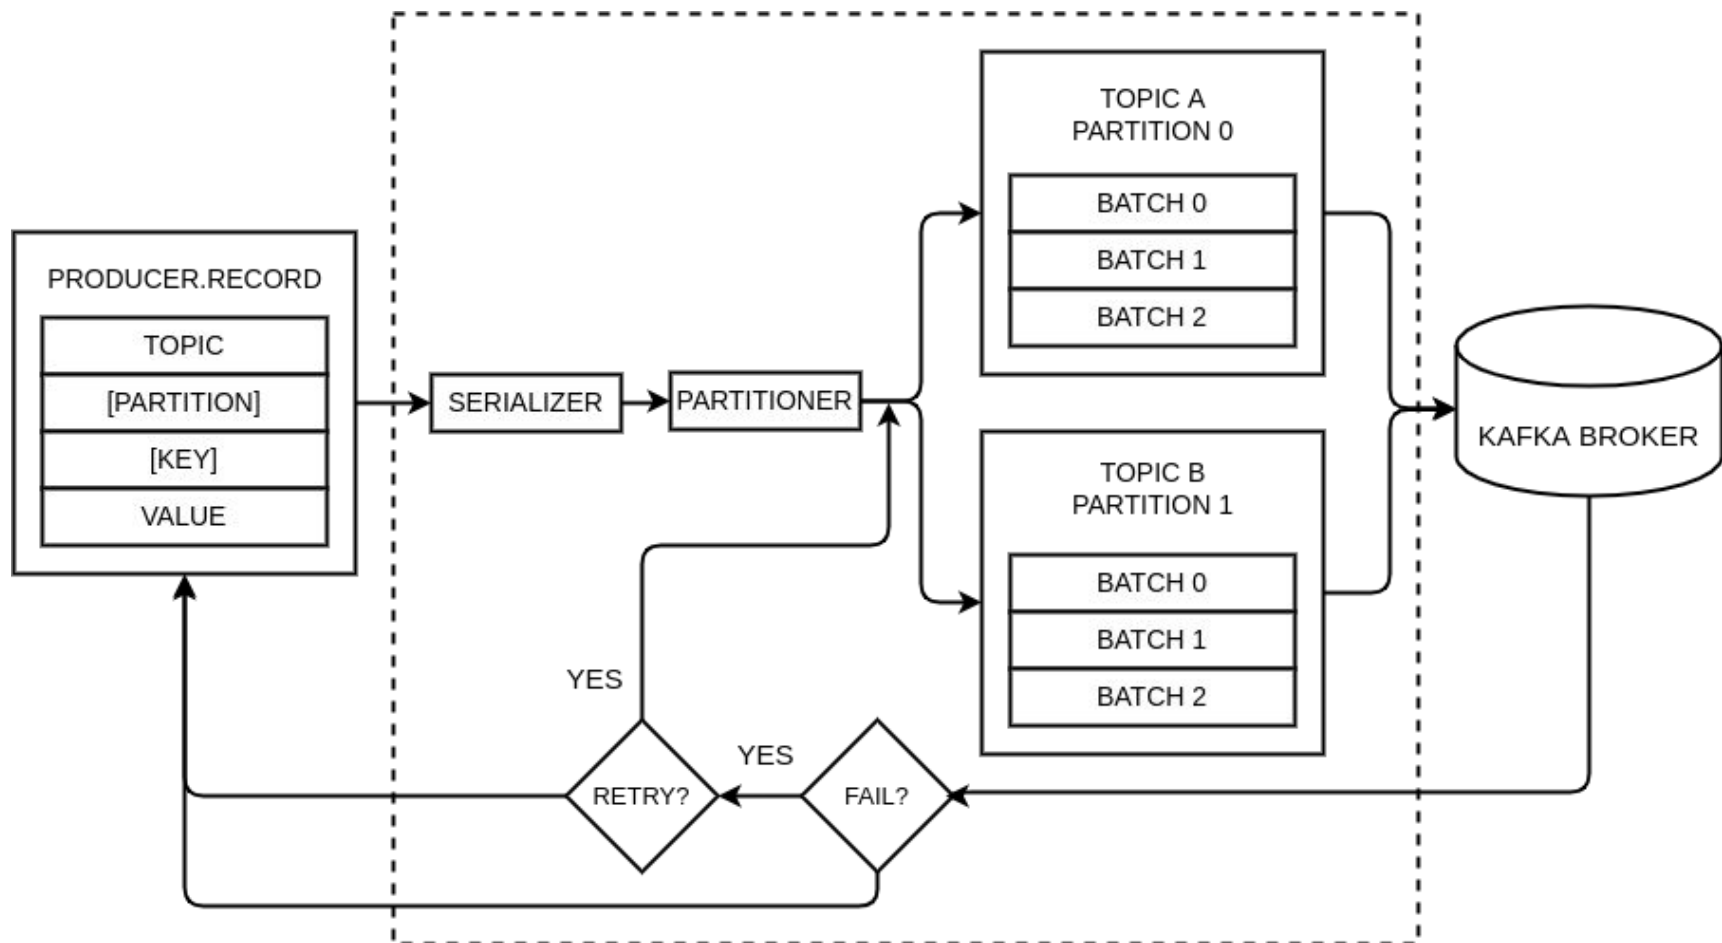 PRODUCER.RECORD
TOPIC
[PARTITION]
[KEY]
VALUE
SERIALIZER
PARTITIONER
TOPIC A
PARTITION 0
BATCH 0
BATCH 1
BATCH 2
TOPIC B
PARTITION 1
BATCH 0
BATCH 1
BATCH 2
KAFKA BROKER
YES
YES
RETRY?
FAIL?